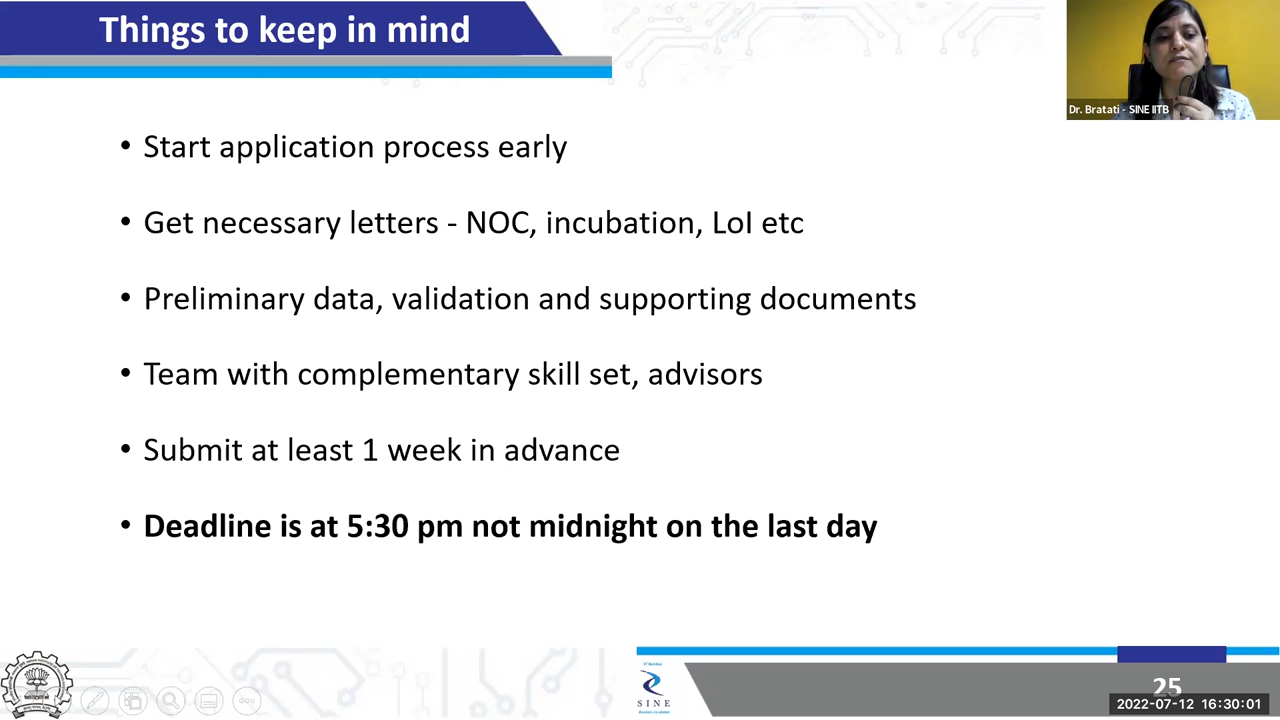 Things to keep in mind
Dr. Bratati - SINE IITB
• Start application process early
• Get necessary letters - NOC, incubation, LoI etc
• Preliminary data, validation and supporting documents
• Team with complementary skill set, advisors
• Submit at least 1 week in advance
• Deadline is at 5:30 pm not midnight on the last day
SINE
25
2022-07-12 16:30:01